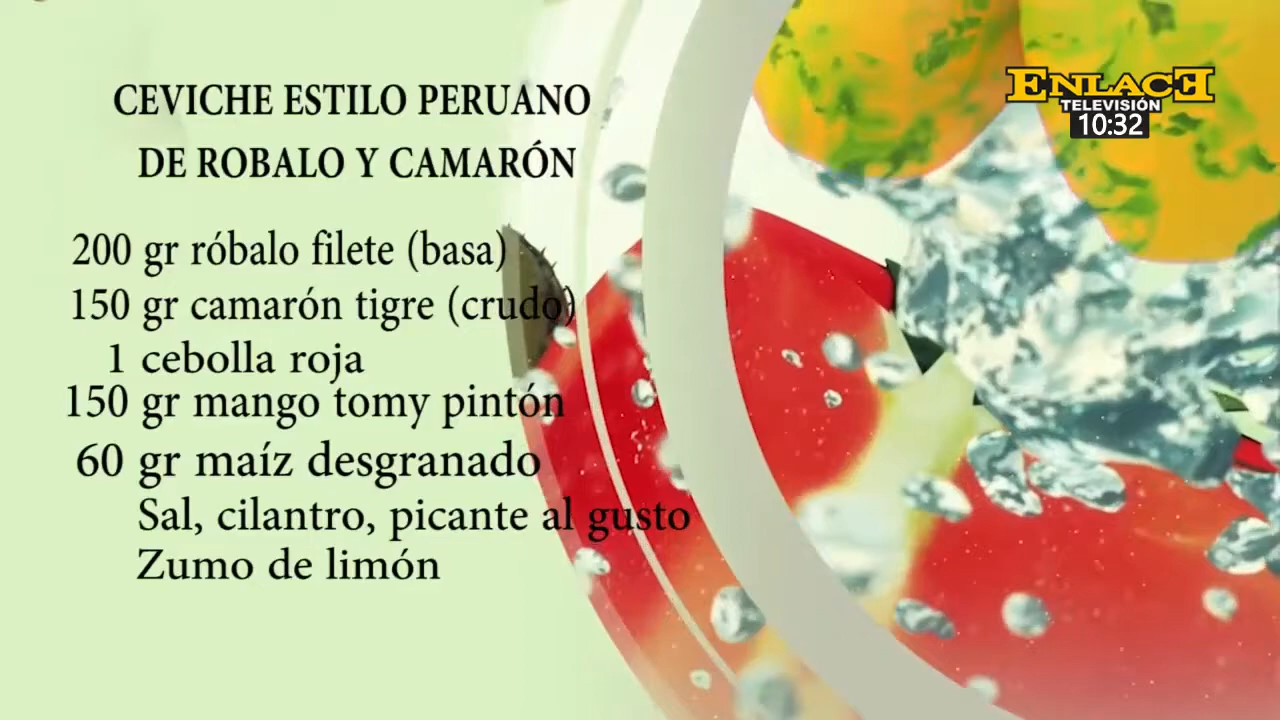 CEVICHE ESTILO PERUANO
DE ROBALO Y CAMARÓN
200 gr róbalo filete (basa)
150 gr camarón tigre (crudo)
1 cebolla roja
150 gr mango tomy pintón
60 gr maíz desgranado
Sal, cilantro, picante al gusto
Zumo de limón
ENLACE
TELEVISIÓN
10:32